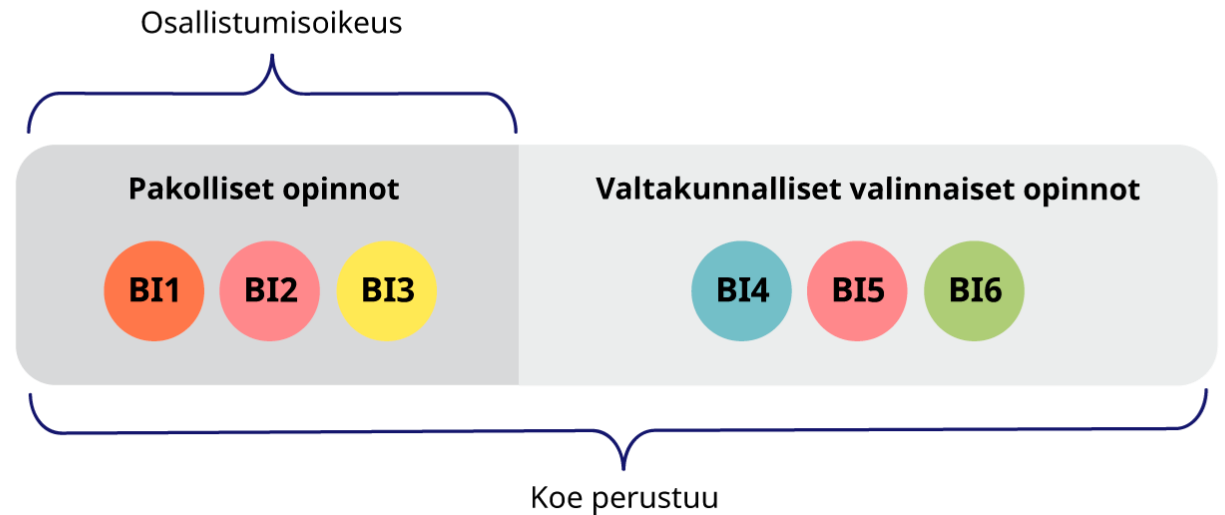 Osallistumisoikeus
Pakolliset opinnot
Valtakunnalliset valinnaiset opinnot
BI1 BI2 BI3 BI4 BI5 BI6
Koe perustuu